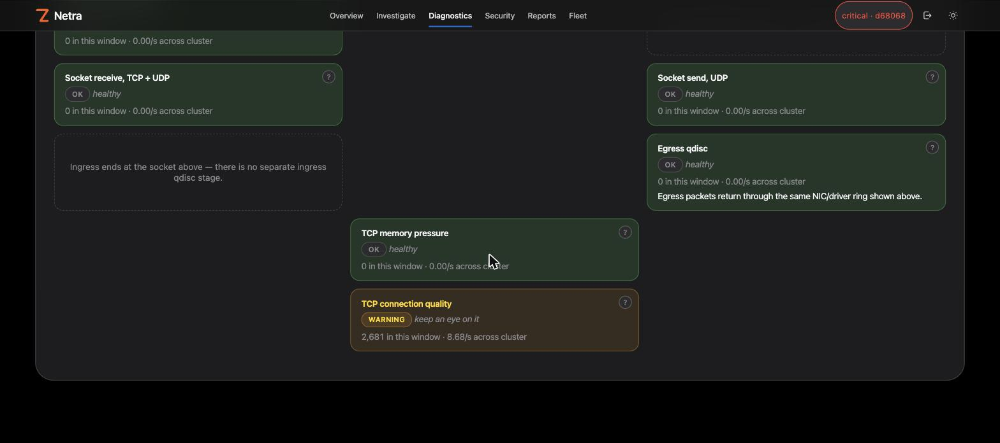 Netra
Overview
Investigate
Diagnostics
Security
Reports
Fleet
critical · d68068
0 in this window · 0.00/s across cluster
Socket receive, TCP + UDP
?
OK healthy
0 in this window · 0.00/s across cluster
Socket send, UDP
?
OK healthy
0 in this window · 0.00/s across cluster
Ingress ends at the socket above — there is no separate ingress
qdisc stage.
Egress qdisc
?
OK healthy
0 in this window · 0.00/s across cluster
Egress packets return through the same NIC/driver ring shown above.
TCP memory pressure
?
OK healthy
0 in this window · 0.00/s across cluster
TCP connection quality
?
WARNING keep an eye on it
2,681 in this window · 8.68/s across cluster